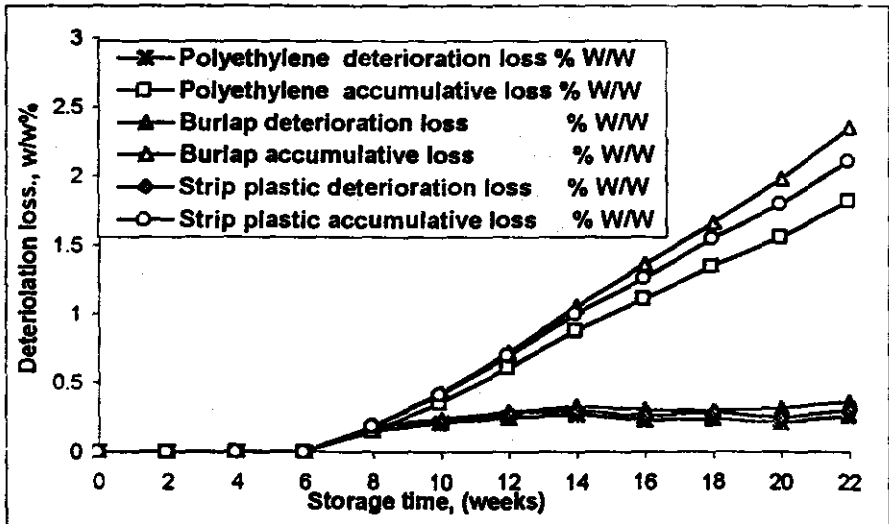 3
Polyethylene deterioration loss % W/W
Polyethylene accumulative loss % W/W
2.5
Burlap deterioration loss % W/W
Burlap accumulative loss % W/W
2
Strip plastic deterioration loss % W/W
Strip plastic accumulative loss % W/W
1.5
1
0.5
0
Deteriolation loss., w/w%
0 2 4 6 8 10 12 14 16 18 20 22
Storage time, (weeks)